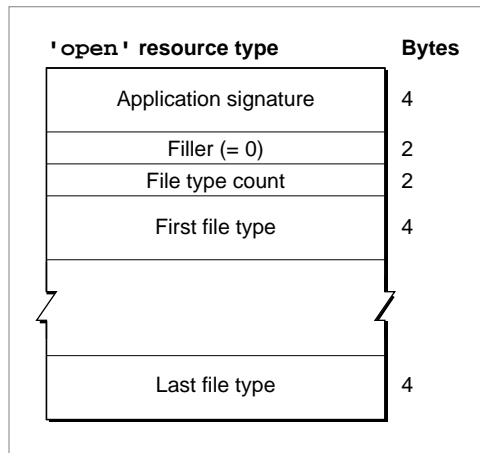 'open' resource type Bytes
Application signature 4
Filler (= 0) 2
File type count 2
First file type 4
Last file type 4